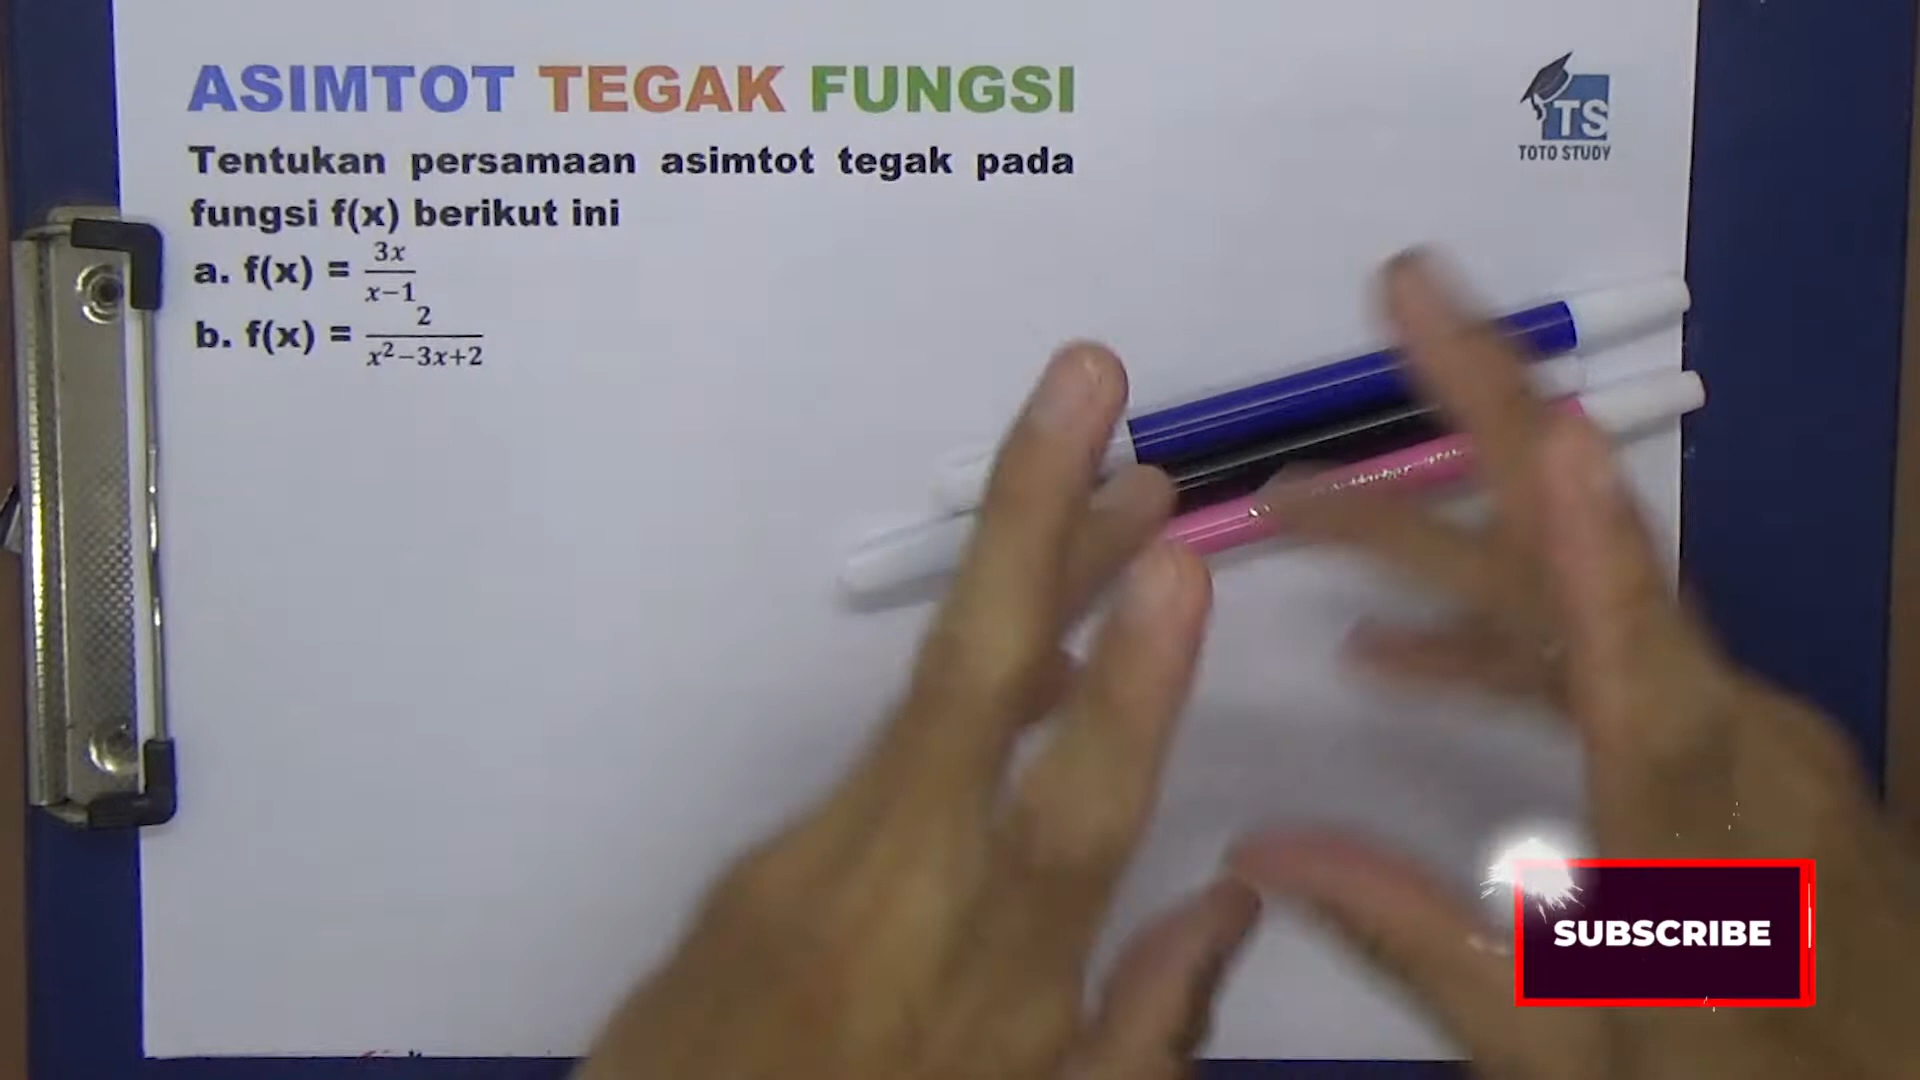 ASIMTOT TEGAK FUNGSI
TS
TOTO STUDY
Tentukan persamaan asimtot tegak pada
fungsi f(x) berikut ini
a. f(x) = 3x/(x−1)
b. f(x) = 2/(x²−3x+2)
SUBSCRIBE